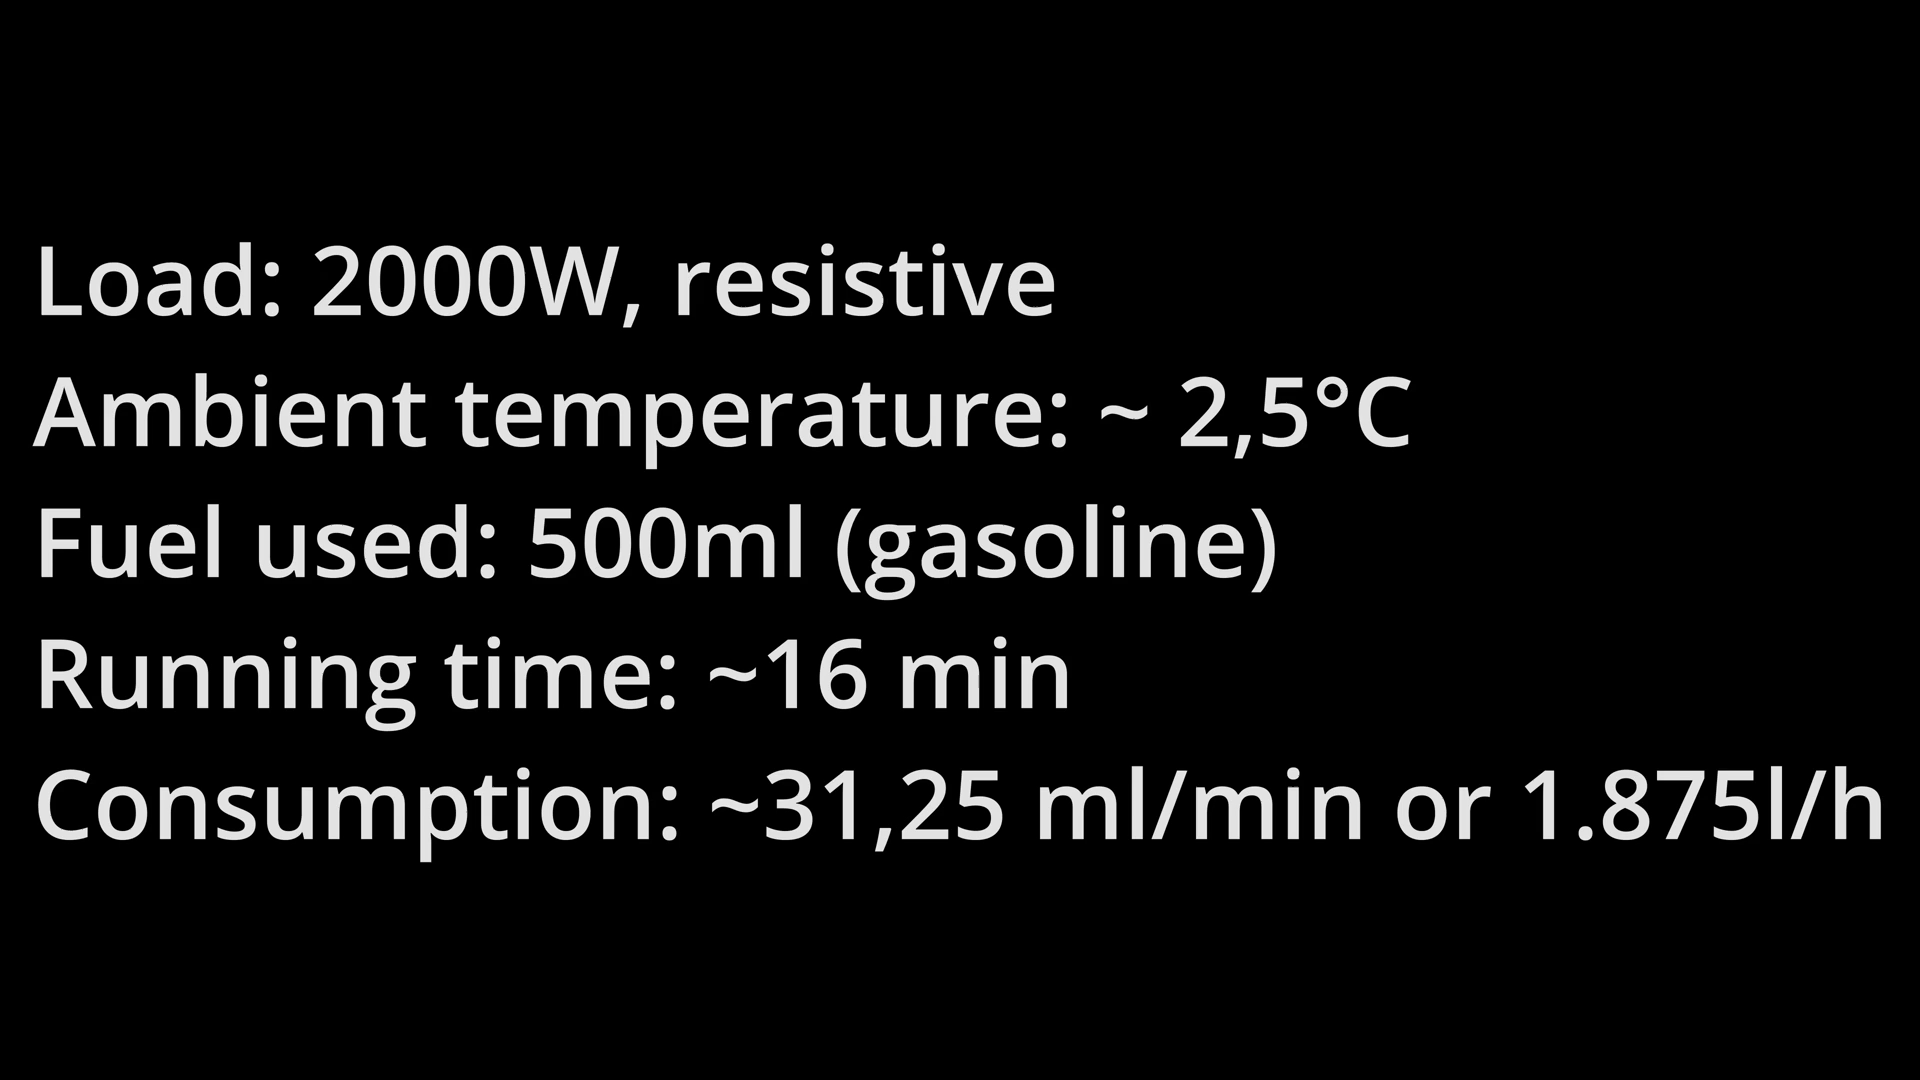 Load: 2000W, resistive
Ambient temperature: ~ 2,5°C
Fuel used: 500ml (gasoline)
Running time: ~16 min
Consumption: ~31,25 ml/min or 1.875l/h